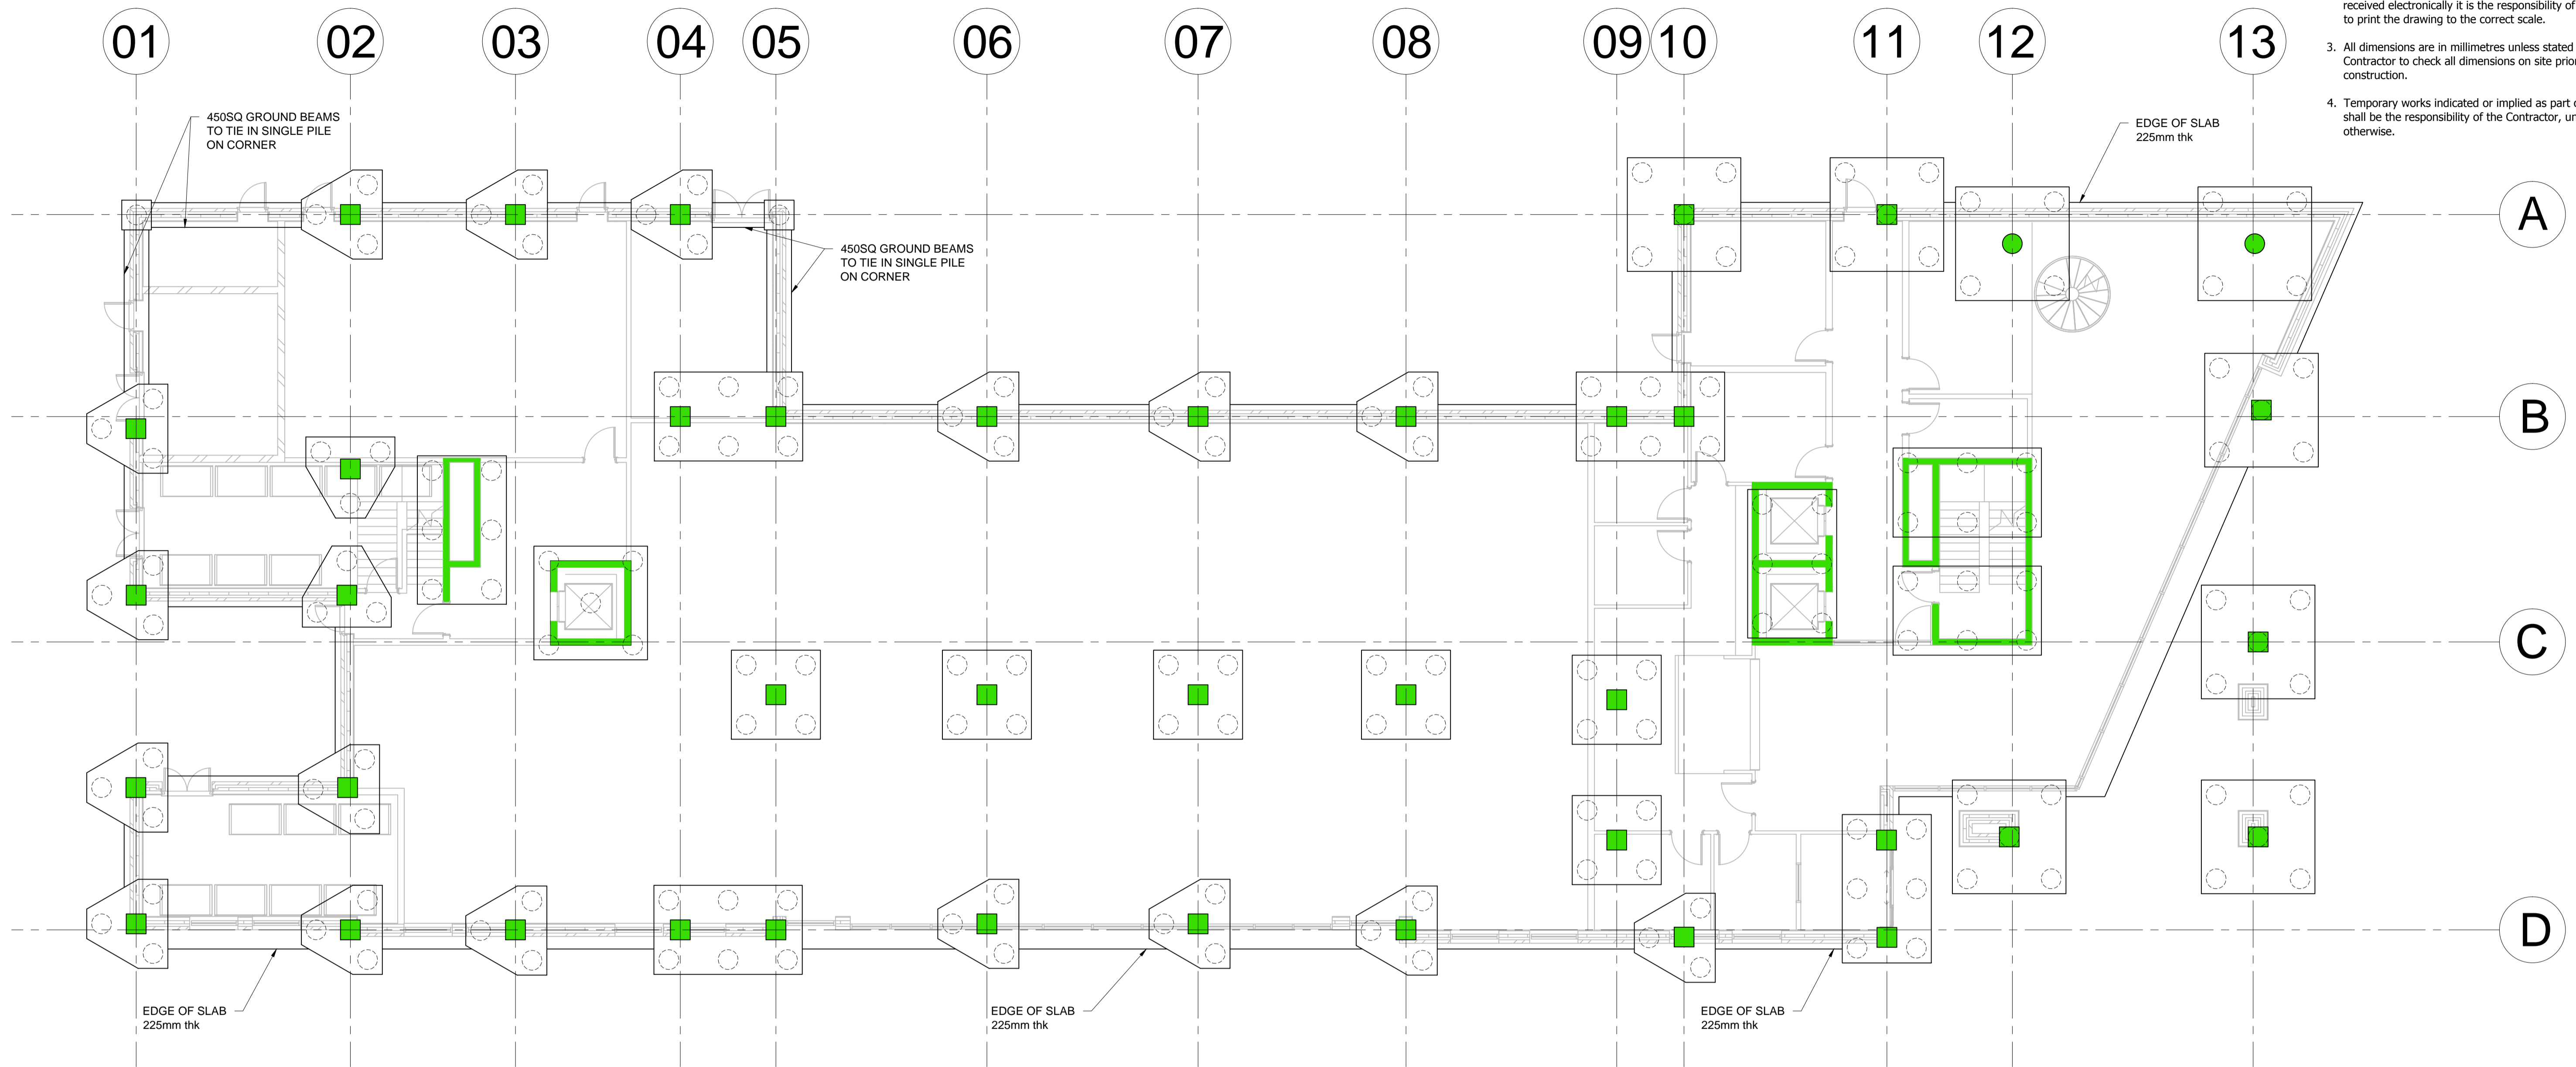 01 02 03 04 05 06 07 08 09 10 11 12 13
received electronically it is the responsibility of
to print the drawing to the correct scale.
3. All dimensions are in millimetres unless stated
Contractor to check all dimensions on site prior
construction.
4. Temporary works indicated or implied as part
shall be the responsibility of the Contractor,
otherwise.
450SQ GROUND BEAMS
TO TIE IN SINGLE PILE
ON CORNER
EDGE OF SLAB
225mm thk
A
450SQ GROUND BEAMS
TO TIE IN SINGLE PILE
ON CORNER
B
C
D
EDGE OF SLAB
225mm thk
EDGE OF SLAB
225mm thk
EDGE OF SLAB
225mm thk